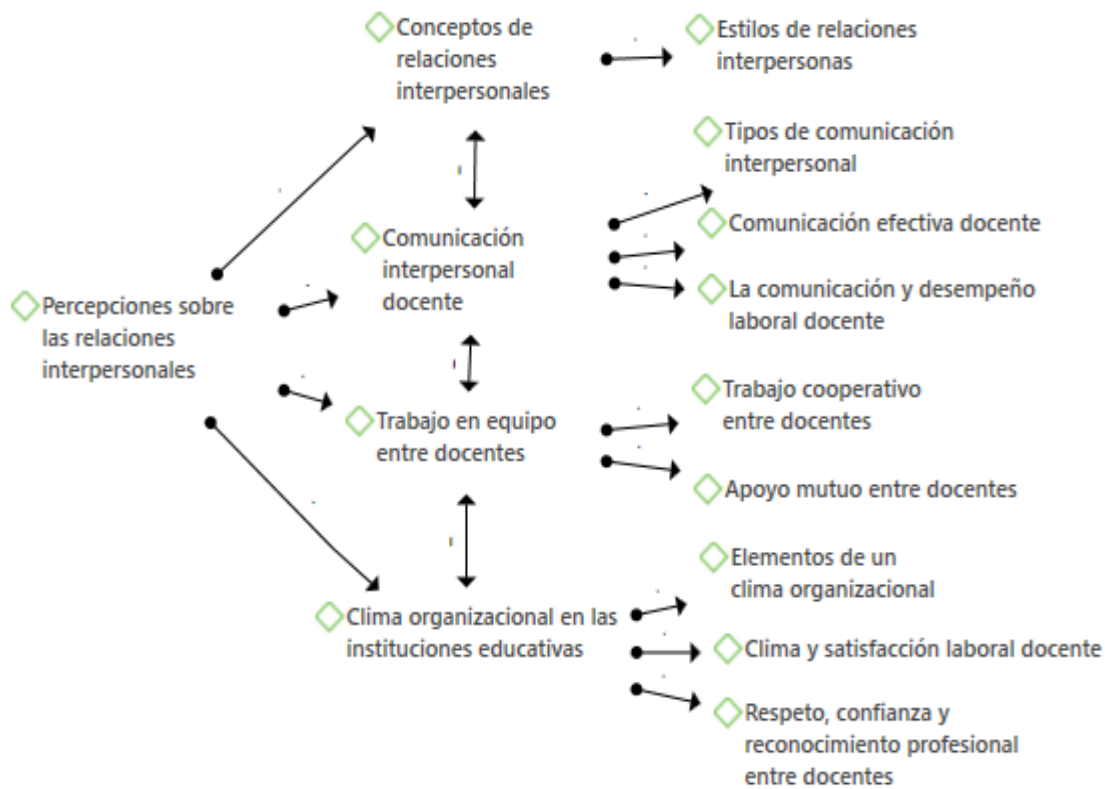 Conceptos de
relaciones
interpersonales
Estilos de relaciones
interpersonas
Tipos de comunicación
interpersonal
Comunicación
interpersonal
docente
Comunicación efectiva docente
La comunicación y desempeño
laboral docente
Percepciones sobre
las relaciones
interpersonales
Trabajo en equipo
entre docentes
Trabajo cooperativo
entre docentes
Apoyo mutuo entre docentes
Clima organizacional en las
instituciones educativas
Elementos de un
clima organizacional
Clima y satisfacción laboral docente
Respeto, confianza y
reconocimiento profesional
entre docentes